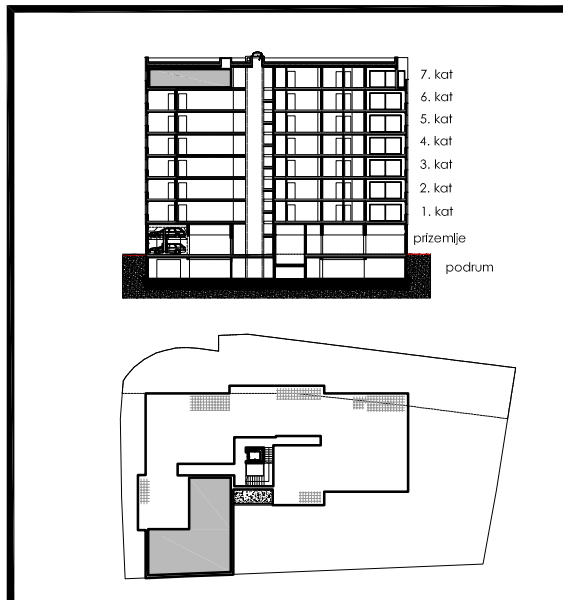 7. kat
6. kat
5. kat
4. kat
3. kat
2. kat
1. kat
prizemlje
podrum